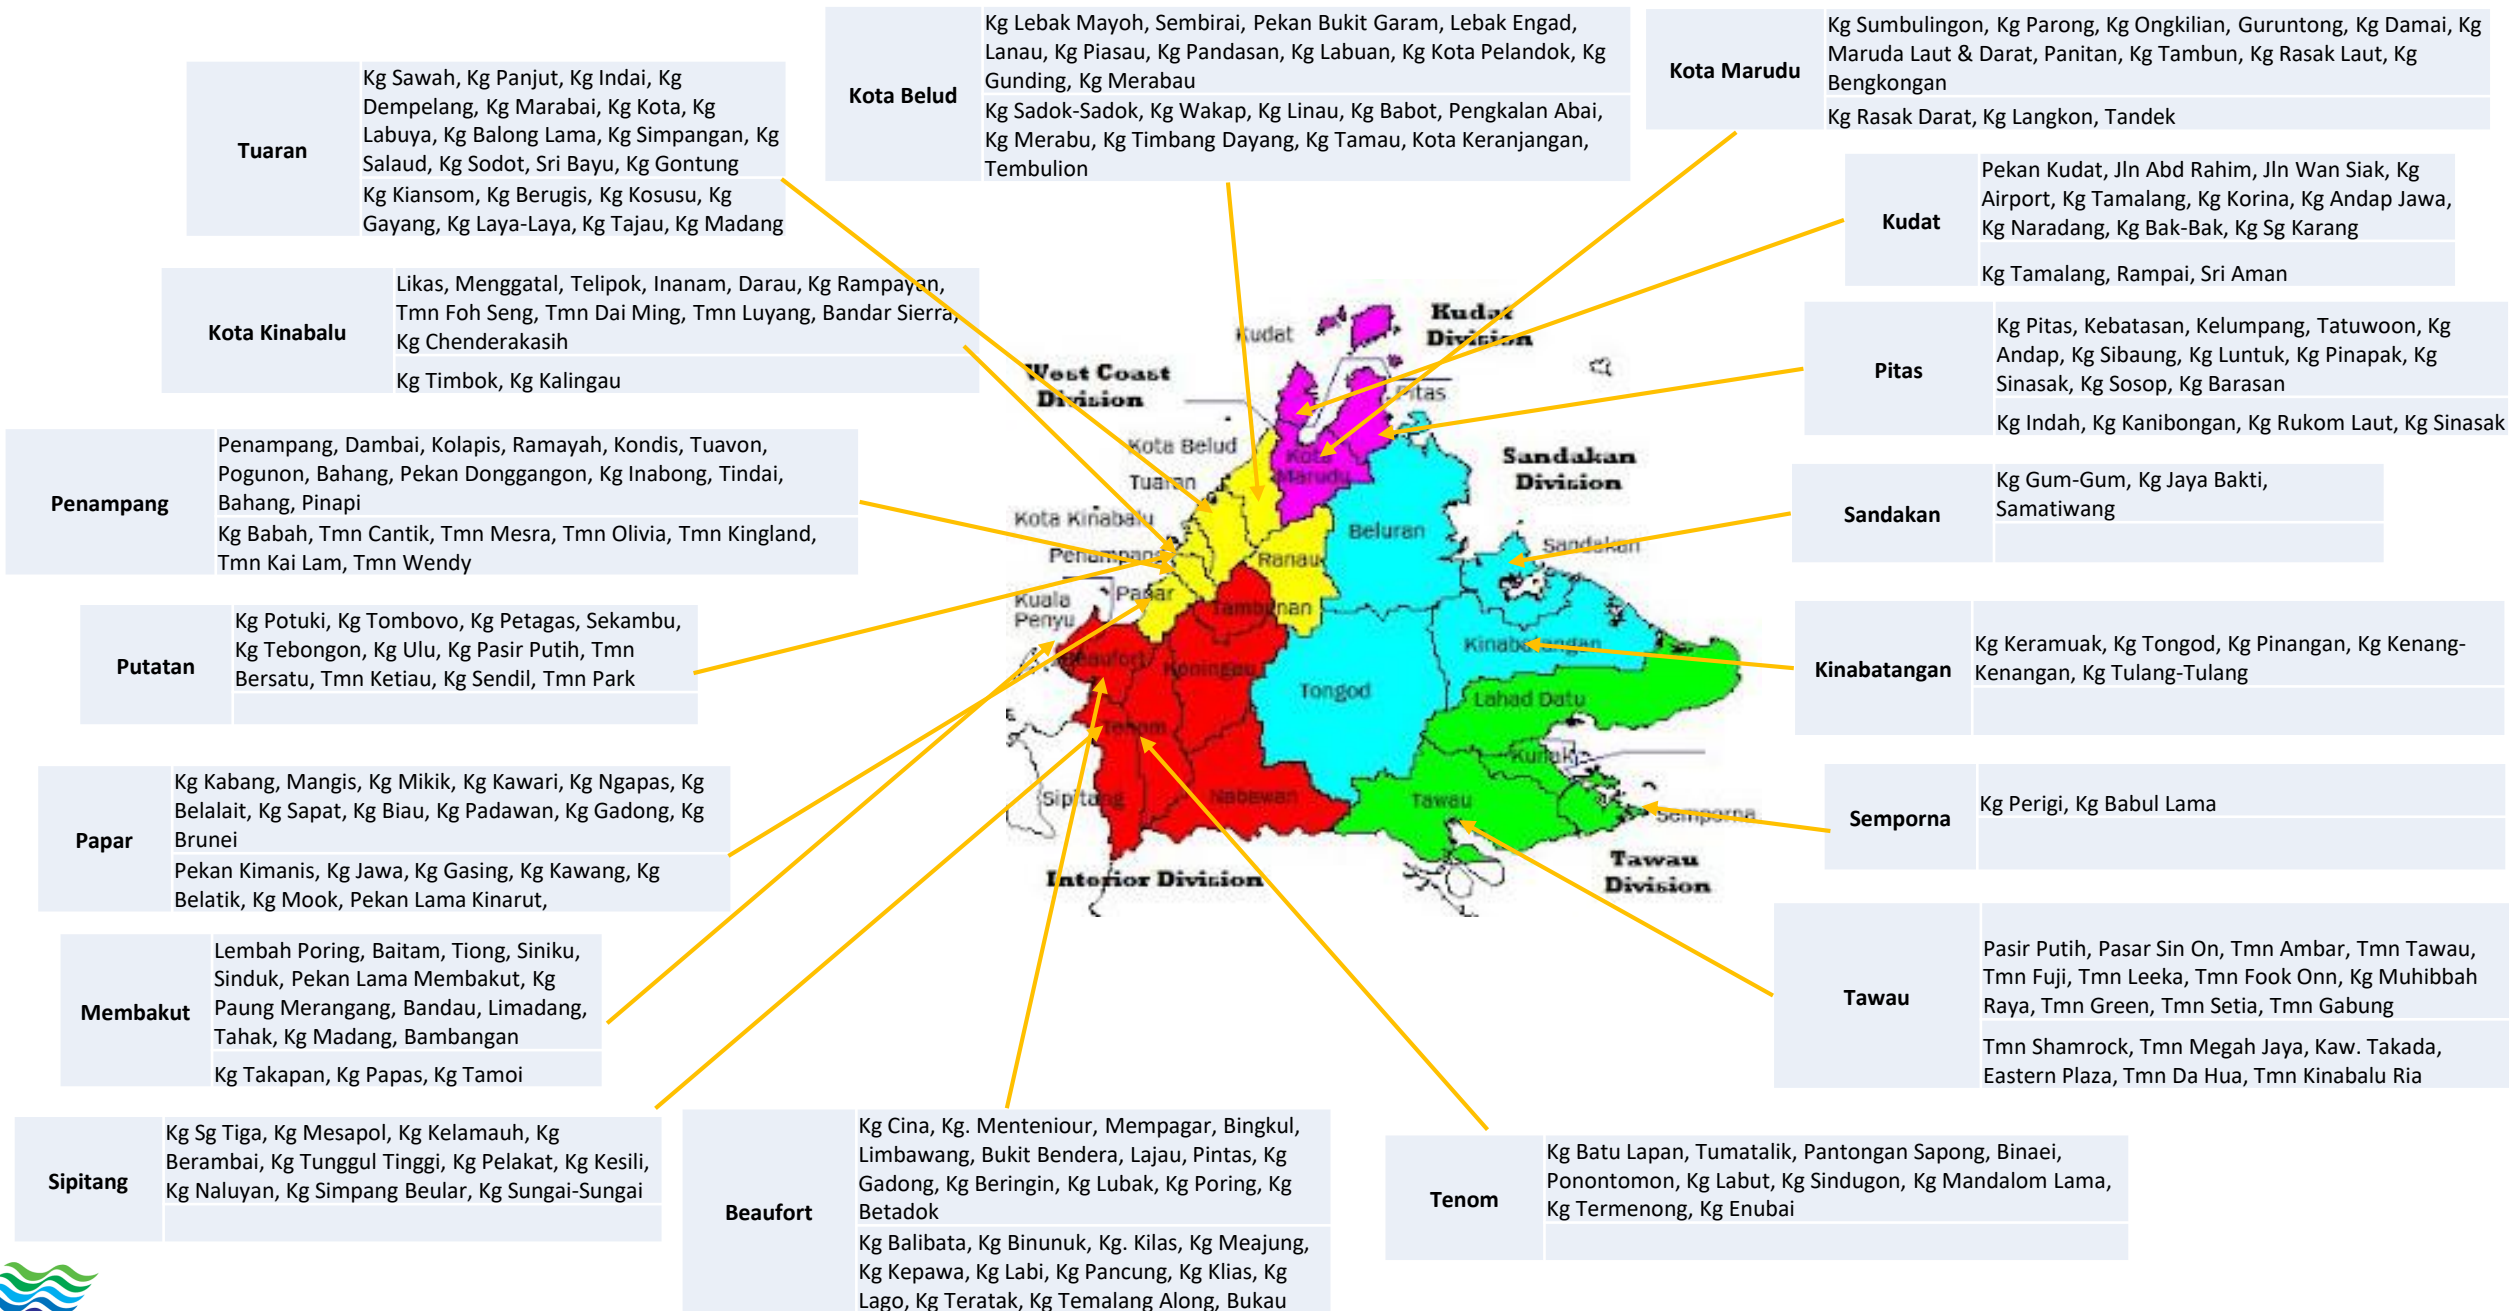 Kota Belud
Kg Lebak Mayoh, Sembirai, Pekan Bukit Garam, Lebak Engad,
Lanau, Kg Piasau, Kg Pandasan, Kg Labuan, Kg Kota Pelandok, Kg
Gunding, Kg Merabau
Kg Sadok-Sadok, Kg Wakap, Kg Linau, Kg Babot, Pengkalan Abai,
Kg Merabu, Kg Timbang Dayang, Kg Tamau, Kota Keranjangan,
Tembulion
Kota Marudu
Kg Sumbulingon, Kg Parong, Kg Ongkilian, Guruntong, Kg Damai, Kg
Maruda Laut & Darat, Panitan, Kg Tambun, Kg Rasak Laut, Kg
Bengkongan
Kg Rasak Darat, Kg Langkon, Tandek
Tuaran
Kg Sawah, Kg Panjut, Kg Indai, Kg
Dempelang, Kg Marabai, Kg Kota, Kg
Labuya, Kg Balong Lama, Kg Simpangan, Kg
Salaud, Kg Sodot, Sri Bayu, Kg Gontung
Kg Kiansom, Kg Berugis, Kg Kosusu, Kg
Gayang, Kg Laya-Laya, Kg Tajau, Kg Madang
Kudat
Pekan Kudat, Jln Abd Rahim, Jln Wan Siak, Kg
Airport, Kg Tamalang, Kg Korina, Kg Andap Jawa,
Kg Naradang, Kg Bak-Bak, Kg Sg Karang
Kg Tamalang, Rampai, Sri Aman
Kota Kinabalu
Likas, Menggatal, Telipok, Inanam, Darau, Kg Rampayan,
Tmn Foh Seng, Tmn Dai Ming, Tmn Luyang, Bandar Sierra,
Kg Chenderakasih
Kg Timbok, Kg Kalingau
Pitas
Kg Pitas, Kebatasan, Kelumpang, Tatuwoon, Kg
Andap, Kg Sibaung, Kg Luntuk, Kg Pinapak, Kg
Sinasak, Kg Sosop, Kg Barasan
Kg Indah, Kg Kanibongan, Kg Rukom Laut, Kg Sinasak
Penampang
Penampang, Dambai, Kolapis, Ramayah, Kondis, Tuavon,
Pogunon, Bahang, Pekan Donggangon, Kg Inabong, Tindai,
Bahang, Pinapi
Kg Babah, Tmn Cantik, Tmn Mesra, Tmn Olivia, Tmn Kingland,
Tmn Kai Lam, Tmn Wendy
Sandakan
Kg Gum-Gum, Kg Jaya Bakti,
Samatiwang
Putatan
Kg Potuki, Kg Tombovo, Kg Petagas, Sekambu,
Kg Tebongon, Kg Ulu, Kg Pasir Putih, Tmn
Bersatu, Tmn Ketiau, Kg Sendil, Tmn Park
Kinabatangan
Kg Keramuak, Kg Tongod, Kg Pinangan, Kg Kenang-
Kenangan, Kg Tulang-Tulang
Papar
Kg Kabang, Mangis, Kg Mikik, Kg Kawari, Kg Ngapas, Kg
Belalait, Kg Sapat, Kg Biau, Kg Padawan, Kg Gadong, Kg
Brunei
Pekan Kimanis, Kg Jawa, Kg Gasing, Kg Kawang, Kg
Belatik, Kg Mook, Pekan Lama Kinarut,
Semporna
Kg Perigi, Kg Babul Lama
Membakut
Lembah Poring, Baitam, Tiong, Siniku,
Sinduk, Pekan Lama Membakut, Kg
Paung Merangang, Bandau, Limadang,
Tahak, Kg Madang, Bambangan
Kg Takapan, Kg Papas, Kg Tamoi
Tawau
Pasir Putih, Pasar Sin On, Tmn Ambar, Tmn Tawau,
Tmn Fuji, Tmn Leeka, Tmn Fook Onn, Kg Muhibbah
Raya, Tmn Green, Tmn Setia, Tmn Gabung
Tmn Shamrock, Tmn Megah Jaya, Kaw. Takada,
Eastern Plaza, Tmn Da Hua, Tmn Kinabalu Ria
Sipitang
Kg Sg Tiga, Kg Mesapol, Kg Kelamauh, Kg
Berambai, Kg Tunggul Tinggi, Kg Pelakat, Kg Kesili,
Kg Naluyan, Kg Simpang Beular, Kg Sungai-Sungai
Beaufort
Kg Cina, Kg. Menteniour, Mempagar, Bingkul,
Limbawang, Bukit Bendera, Lajau, Pintas, Kg
Gadong, Kg Beringin, Kg Lubak, Kg Poring, Kg
Betadok
Kg Balibata, Kg Binunuk, Kg. Kilas, Kg Meajung,
Kg Kepawa, Kg Labi, Kg Pancung, Kg Klias, Kg
Lago, Kg Teratak, Kg Temalang Along, Bukau
Tenom
Kg Batu Lapan, Tumatalik, Pantongan Sapong, Binaei,
Ponontomon, Kg Labut, Kg Sindugon, Kg Mandalom Lama,
Kg Termenong, Kg Enubai
Kudat
Division
Kudat
West Coast
Division
Pitas
Kota Belud
Kota
Marudu
Sandakan
Division
Tuaran
Kota Kinabalu
Beluran
Penampang
Ranau
Sandakan
Kuala
Penyu
Papar
Tambunan
Kinabatangan
Beaufort
Koningau
Tongod
Lahad Datu
Tenom
Kunak
Sipitang
Nabawan
Tawau
Semporna
Interior Division
Tawau
Division